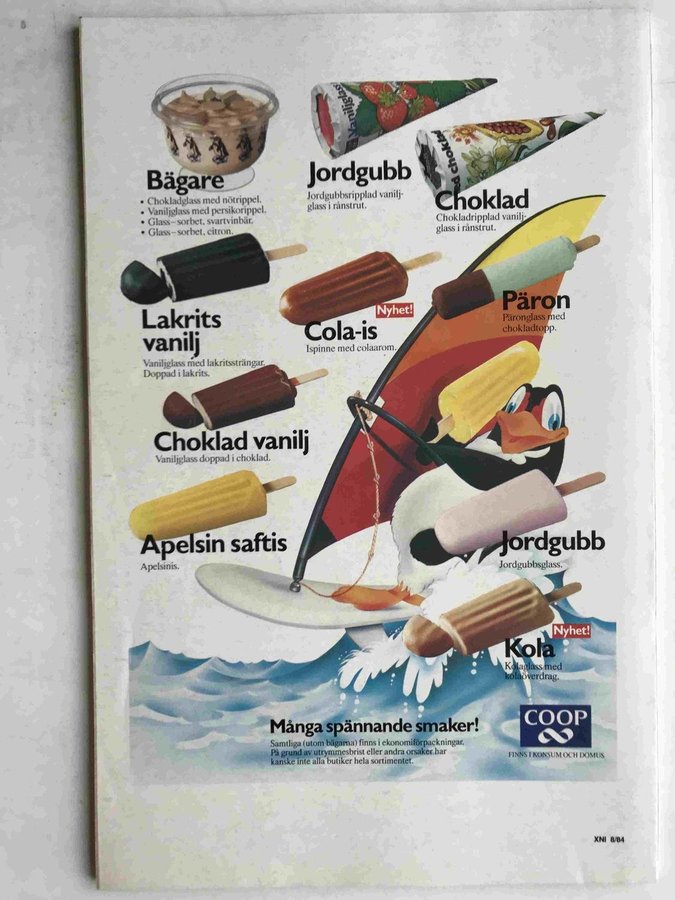 Vaniljglass
Jordgubb
Jordgubbsripplad vanilj-
glass i rånstrut.
Choklad
Chokladripplad vanilj-
glass i rånstrut.
Bägare
• Chokladglass med nötrippel.
• Vaniljglass med persikorippel.
• Glass–sorbet, svartvinbär.
• Glass–sorbet, citron.
Lakrits
vanilj
Vaniljglass med lakritssträngar.
Doppad i lakrits.
Nyhet!
Cola-is
Ispinne med colaarom.
Päron
Päronglass med
chokladtopp.
Choklad vanilj
Vaniljglass doppad i choklad.
Apelsin saftis
Apelsinis.
Jordgubb
Jordgubbsglass.
Nyhet!
Kola
Kolaglass med
kolaöverdrag.
Många spännande smaker!
Samtliga (utom bägarna) finns i ekonomiförpackningar.
På grund av utrymmesbrist eller andra orsaker har
kanske inte alla butiker hela sortimentet.
COOP
FINNS I KONSUM OCH DOMUS
XNI 8/84